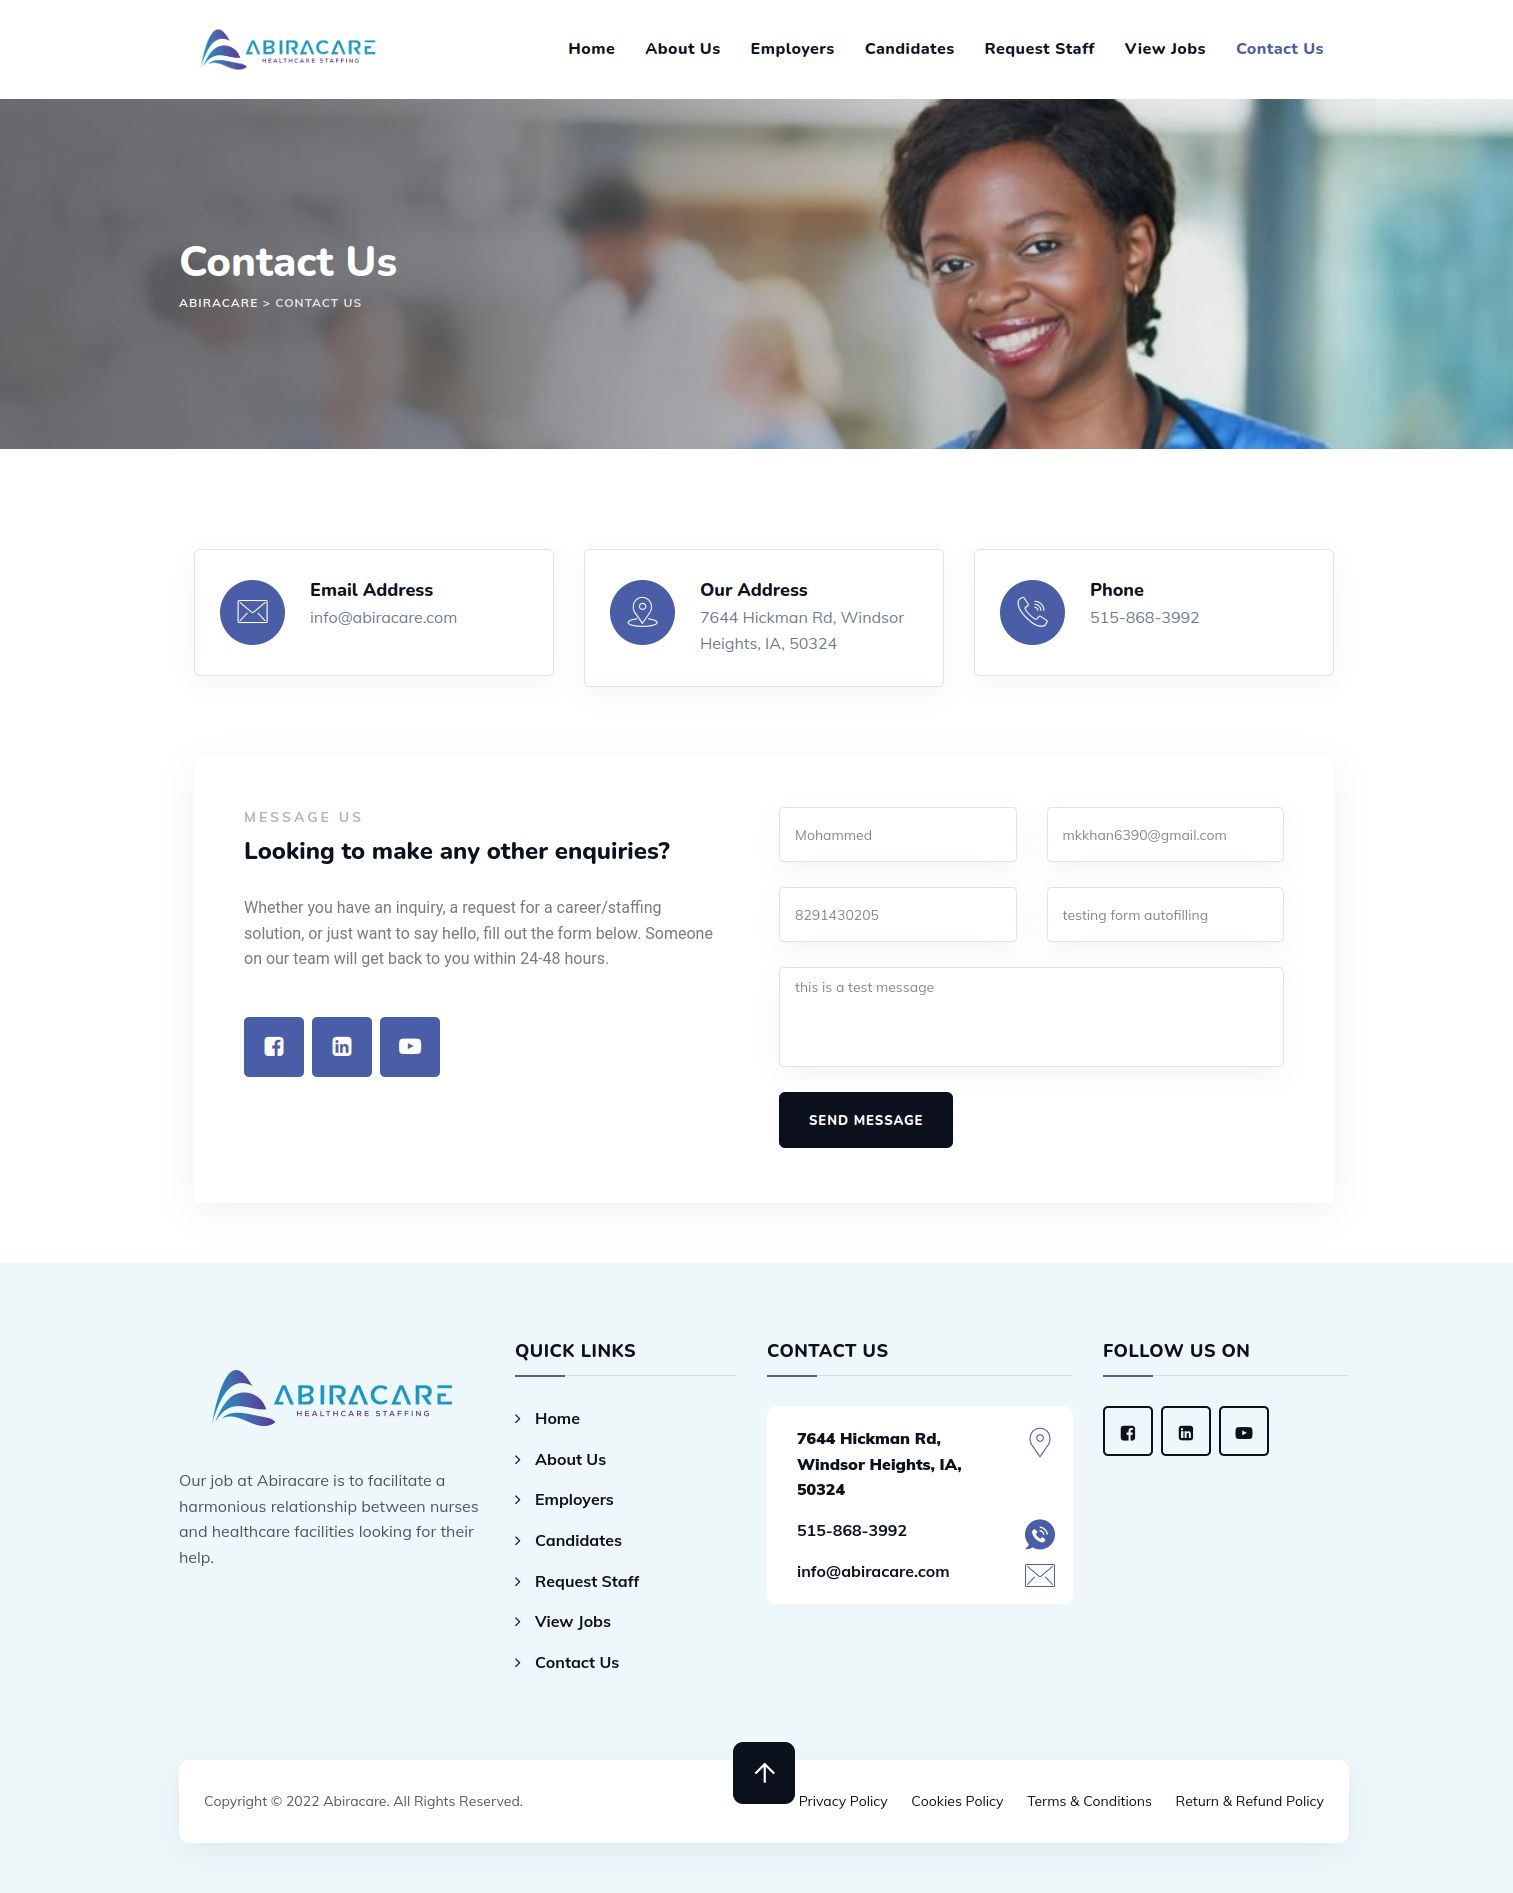 ABIRACARE
HEALTHCARE STAFFING
Home About Us Employers Candidates Request Staff View Jobs Contact Us
Contact Us
ABIRACARE > CONTACT US
Email Address
info@abiracare.com
Our Address
7644 Hickman Rd, Windsor
Heights, IA, 50324
Phone
515-868-3992
MESSAGE US
Looking to make any other enquiries?
Whether you have an inquiry, a request for a career/staffing
solution, or just want to say hello, fill out the form below. Someone
on our team will get back to you within 24-48 hours.
Mohammed
mkkhan6390@gmail.com
8291430205
testing form autofilling
this is a test message
SEND MESSAGE
ABIRACARE
HEALTHCARE STAFFING
Our job at Abiracare is to facilitate a
harmonious relationship between nurses
and healthcare facilities looking for their
help.
QUICK LINKS
Home
About Us
Employers
Candidates
Request Staff
View Jobs
Contact Us
CONTACT US
7644 Hickman Rd,
Windsor Heights, IA,
50324
515-868-3992
info@abiracare.com
FOLLOW US ON
Copyright © 2022 Abiracare. All Rights Reserved.
Privacy Policy Cookies Policy Terms & Conditions Return & Refund Policy